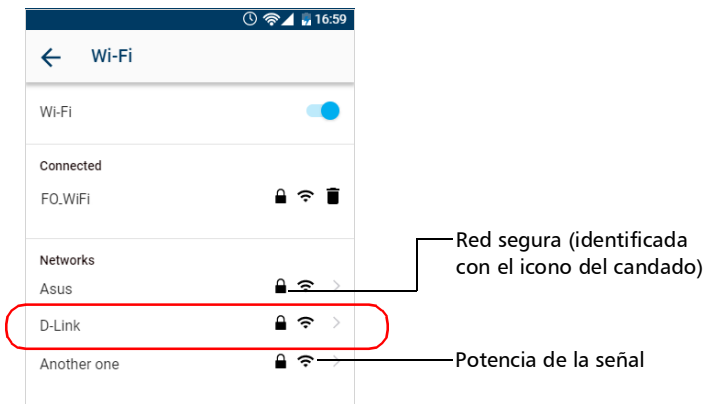 16:59
Wi-Fi
Wi-Fi
Connected
FO_WiFi
Networks
Asus
D-Link
Another one
Red segura (identificada
con el icono del candado)
Potencia de la señal